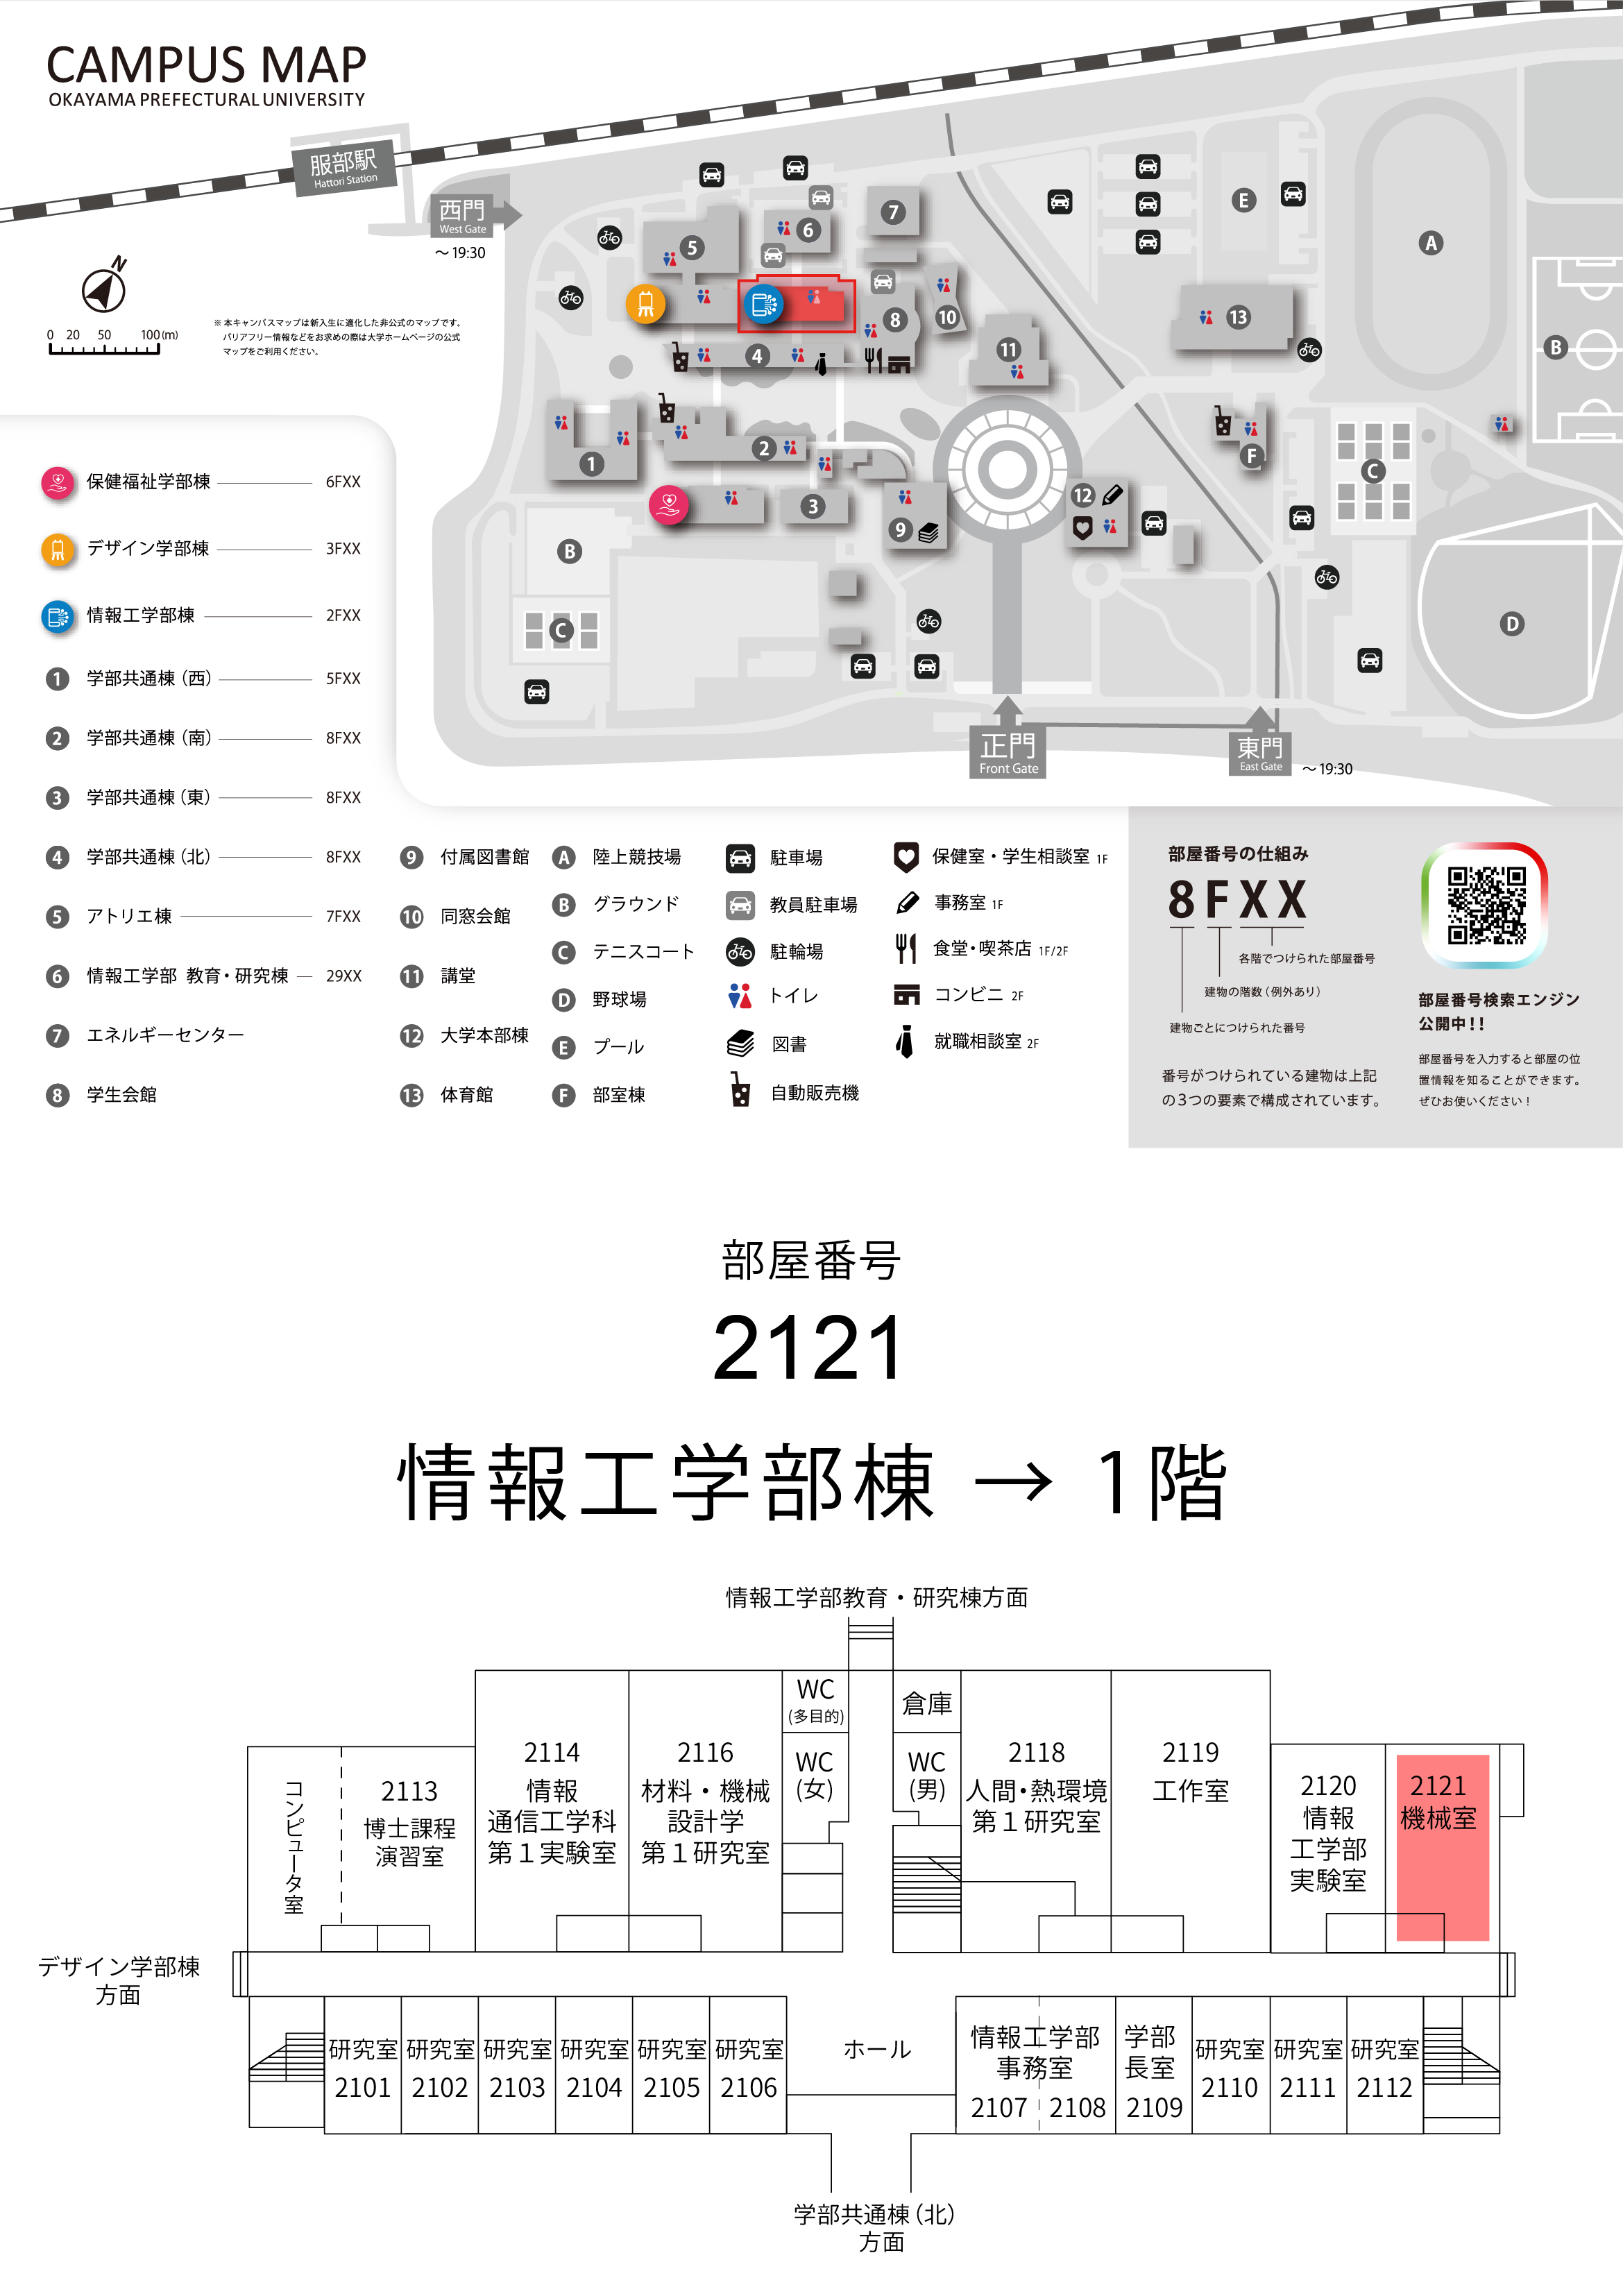 CAMPUS MAP
OKAYAMA PREFECTURAL UNIVERSITY
服部駅
Hattori Station
西門
West Gate
～19:30
N
0 20 50 100(m)
※ 本キャンパスマップは新入生に適化した非公式のマップです。
バリアフリー情報などをお求めの際は大学ホームページの公式
マップをご利用ください。
7
6
5
E
A
8
10
13
11
4
B
2
1
F
C
12
3
9
B
C
D
正門
Front Gate
東門
East Gate
～19:30
保健福祉学部棟 6FXX
デザイン学部棟 3FXX
情報工学部棟 2FXX
1 学部共通棟（西） 5FXX
2 学部共通棟（南） 8FXX
3 学部共通棟（東） 8FXX
4 学部共通棟（北） 8FXX
5 アトリエ棟 7FXX
6 情報工学部 教育・研究棟 29XX
7 エネルギーセンター
8 学生会館
9 付属図書館
10 同窓会館
11 講堂
12 大学本部棟
13 体育館
A 陸上競技場
B グラウンド
C テニスコート
D 野球場
E プール
F 部室棟
駐車場
教員駐車場
駐輪場
トイレ
図書
自動販売機
保健室・学生相談室 1F
事務室 1F
食堂・喫茶店 1F/2F
コンビニ 2F
就職相談室 2F
部屋番号の仕組み
8FXX
各階でつけられた部屋番号
建物の階数（例外あり）
建物ごとにつけられた番号
番号がつけられている建物は上記
の3つの要素で構成されています。
部屋番号検索エンジン
公開中!!
部屋番号を入力すると部屋の位
置情報を知ることができます。
ぜひお使いください！
部屋番号
2121
情報工学部棟 → 1階
情報工学部教育・研究棟方面
コンピュータ室
2113
博士課程
演習室
2114
情報
通信工学科
第1実験室
2116
材料・機械
設計学
第1研究室
WC
(多目的)
WC
(女)
倉庫
WC
(男)
2118
人間・熱環境
第1研究室
2119
工作室
2120
情報
工学部
実験室
2121
機械室
デザイン学部棟
方面
研究室
2101
研究室
2102
研究室
2103
研究室
2104
研究室
2105
研究室
2106
ホール
情報工学部
事務室
2107 2108
学部
長室
2109
研究室
2110
研究室
2111
研究室
2112
学部共通棟（北）
方面